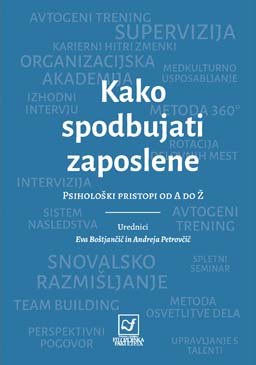 AVTOGENI TRENING
SUPERVIZIJA
KARIERNI HITRI ZMENKI
ORGANIZACIJSKA
AKADEMIJA
MEDKULTURNO
USPOSABLJANJE
IZHODNI
INTERVJU
METODA 360°
Kako
spodbujati
zaposlene
ROTACIJA
DELOVNIH MEST
INTERVIZIJA
PSIHOLOŠKI PRISTOPI OD A DO Ž
SISTEM
NASLEDSTVA
AVTOGENI
TRENING
Urednici
Eva Boštjančič in Andreja Petrovčič
SNOVALSKO
RAZMIŠLJANJE
SPLETNI
SEMINAR
TEAM BUILDING
METODA
OSVETLITVE DELA
PERSPEKTIVNI
POGOVOR
FILOZOFSKA
FAKULTETA
UPRAVLJANJE S
TALENTI